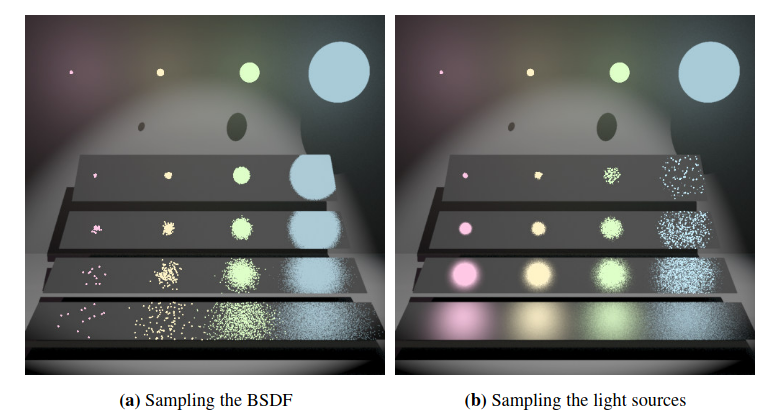 (a) Sampling the BSDF
(b) Sampling the light sources